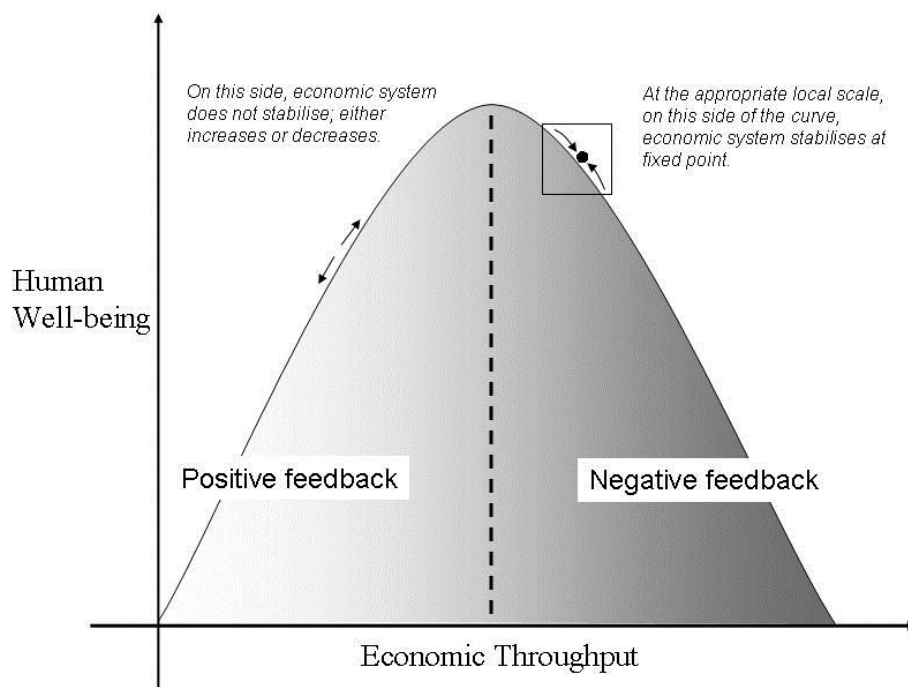 On this side, economic system
does not stabilise; either
increases or decreases.
At the appropriate local scale,
on this side of the curve,
economic system stabilises at
fixed point.
Human
Well-being
Positive feedback
Negative feedback
Economic Throughput